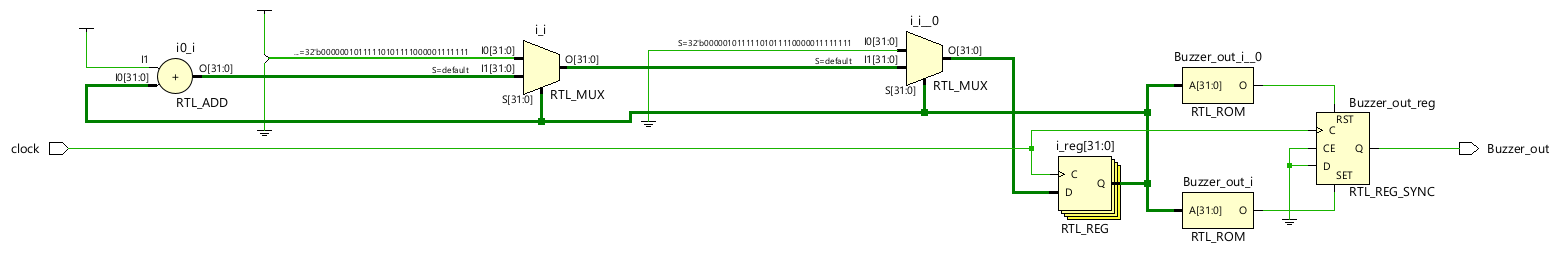 i0_i
I1
I0[31:0]
O[31:0]
+
RTL_ADD
...=32'b00000010111110101111000001111111
S=default
i_i
I0[31:0]
I1[31:0]
O[31:0]
S[31:0]
RTL_MUX
S=32'b00000101111101011110000011111111
S=default
i_i__0
I0[31:0]
I1[31:0]
O[31:0]
S[31:0]
RTL_MUX
clock
i_reg[31:0]
C
D
Q
RTL_REG
Buzzer_out_i__0
A[31:0]
O
RTL_ROM
Buzzer_out_i
A[31:0]
O
RTL_ROM
Buzzer_out_reg
RST
C
CE
D
Q
SET
RTL_REG_SYNC
Buzzer_out